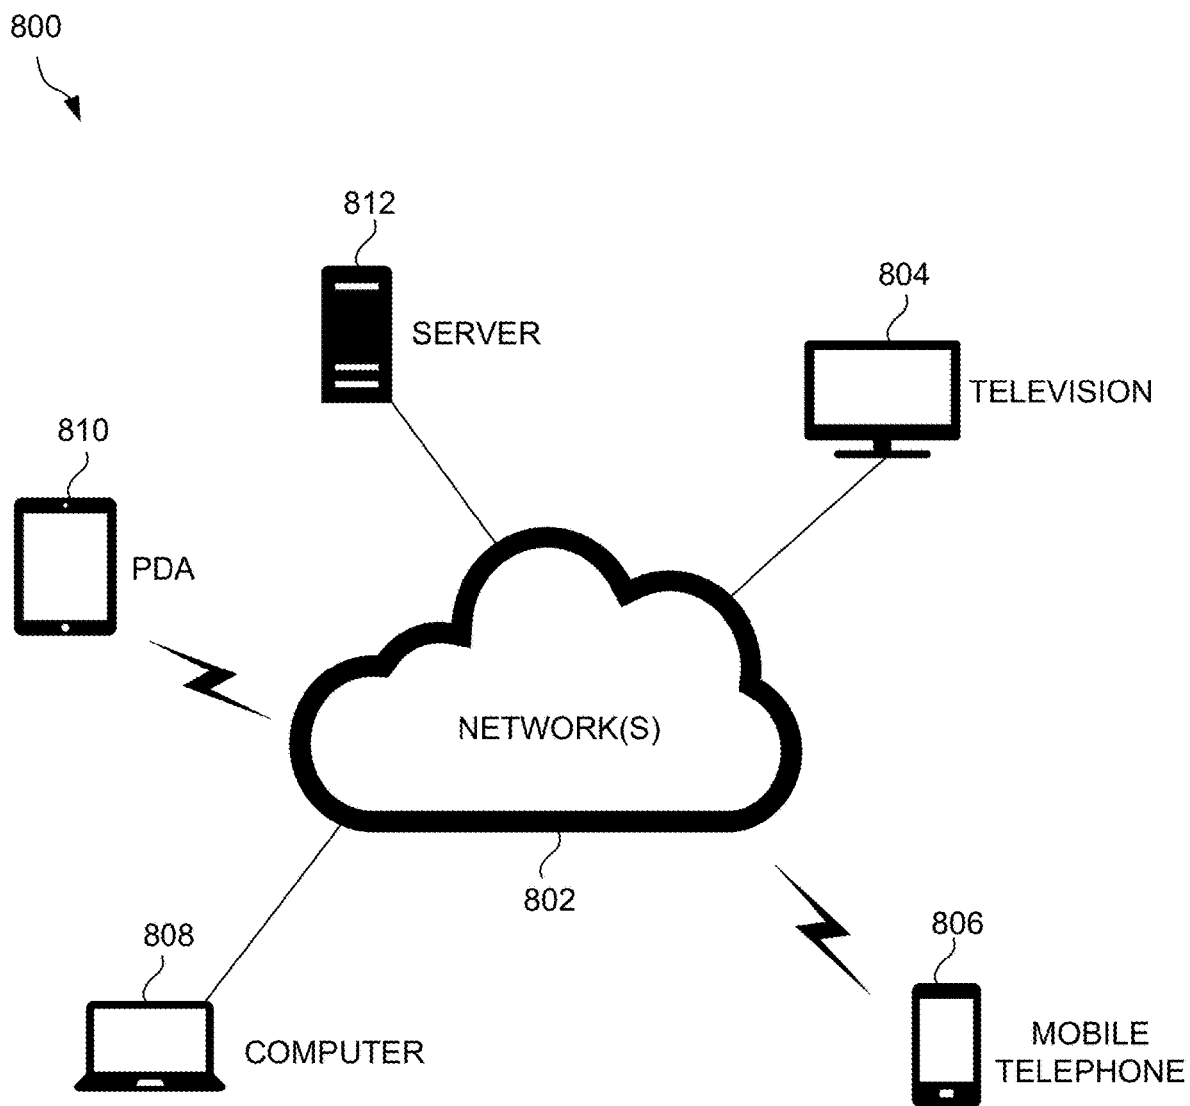 800
812
SERVER
804
TELEVISION
810
PDA
NETWORK(S)
802
808
COMPUTER
806
MOBILE
TELEPHONE